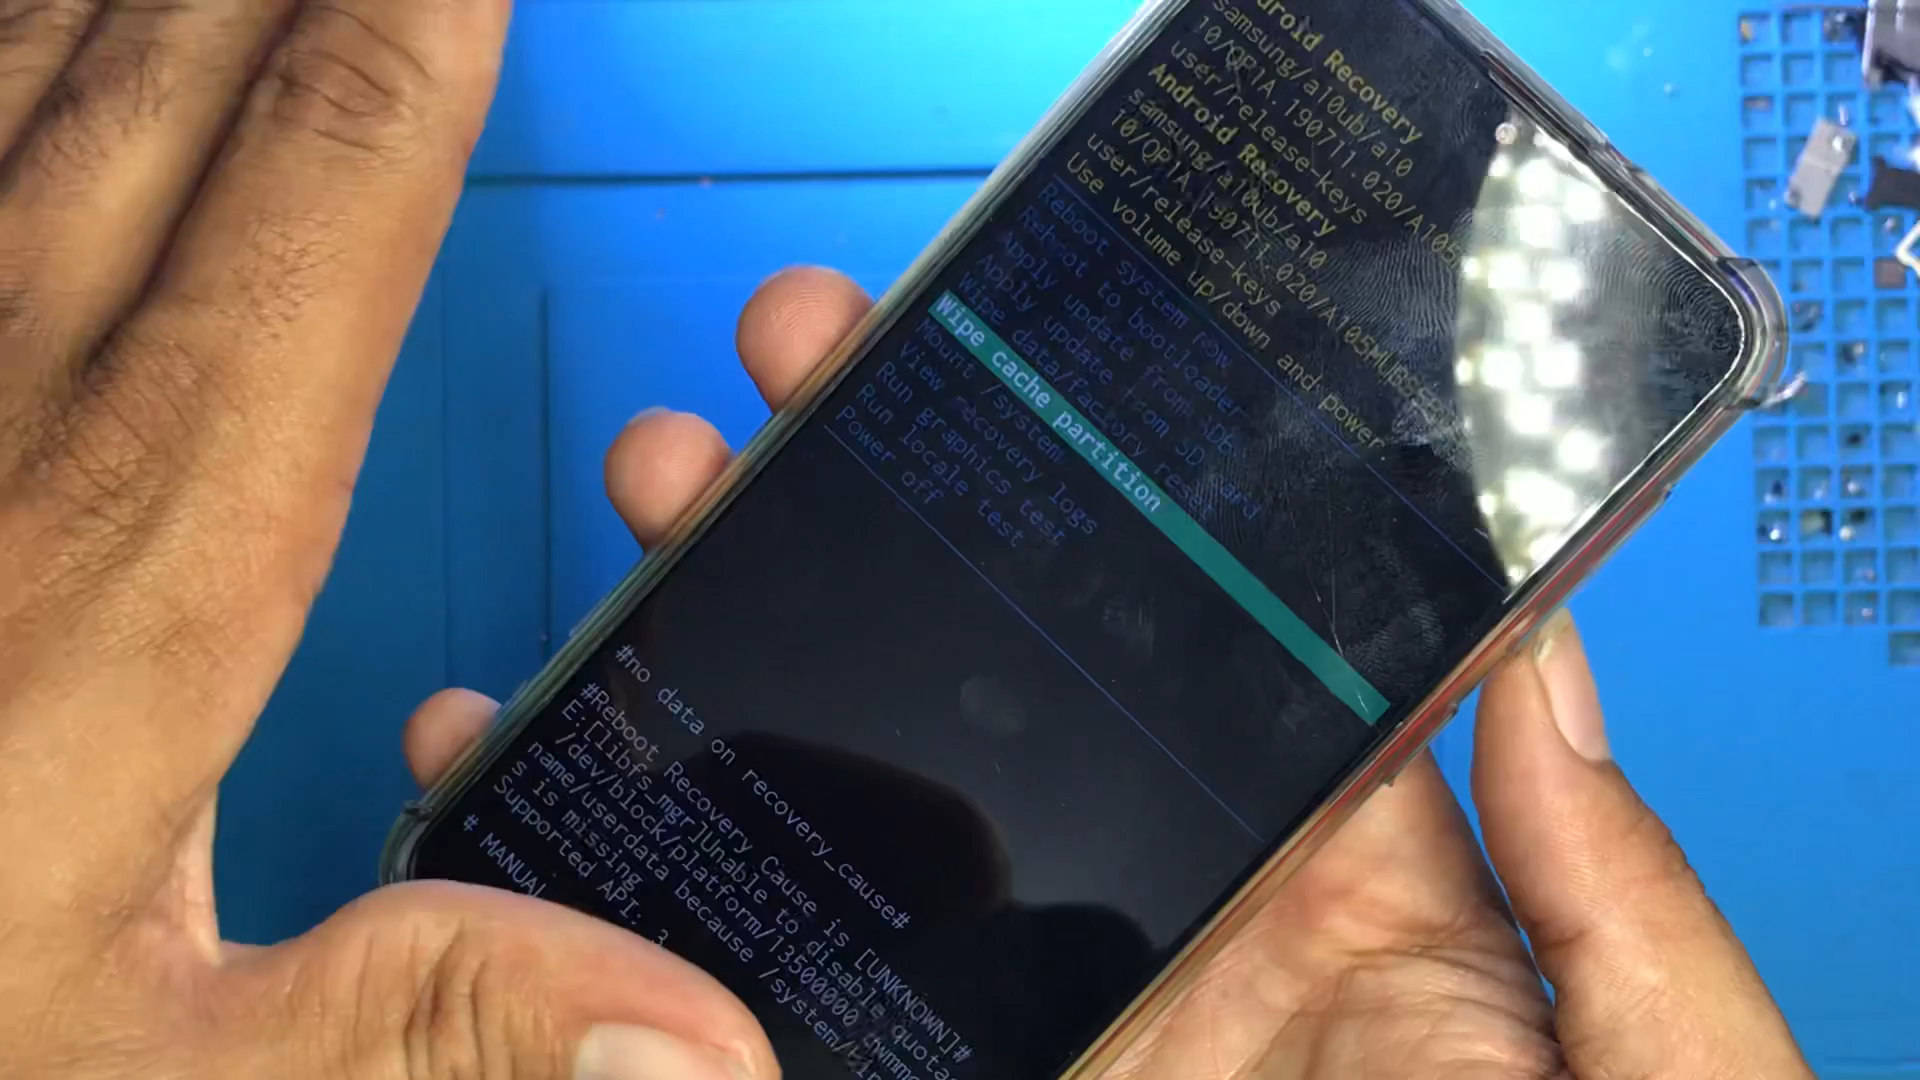 droid Recovery
samsung/a10ub/a10
10/QP1A.190711.020/A105
user/release-keys
Android Recovery
samsung/a10ub/a10
10/QP1A.190711.020/A105MUBS
user/release-keys
Use volume up/down and power.
Reboot system now
Reboot to bootloader
Apply update from ADB
Apply update from SD card
Wipe data/factory reset
Wipe cache partition
Mount /system
View recovery logs
Run graphics test
Run locale test
Power off
#no data on recovery_cause#
#Reboot Recovery Cause is [UNKNOWN]#
E:[libfs_mgr]Unable to disable quota
/dev/block/platform/13500000
name/userdata because /system/
s is missing
Supported API: 3
# MANUAL